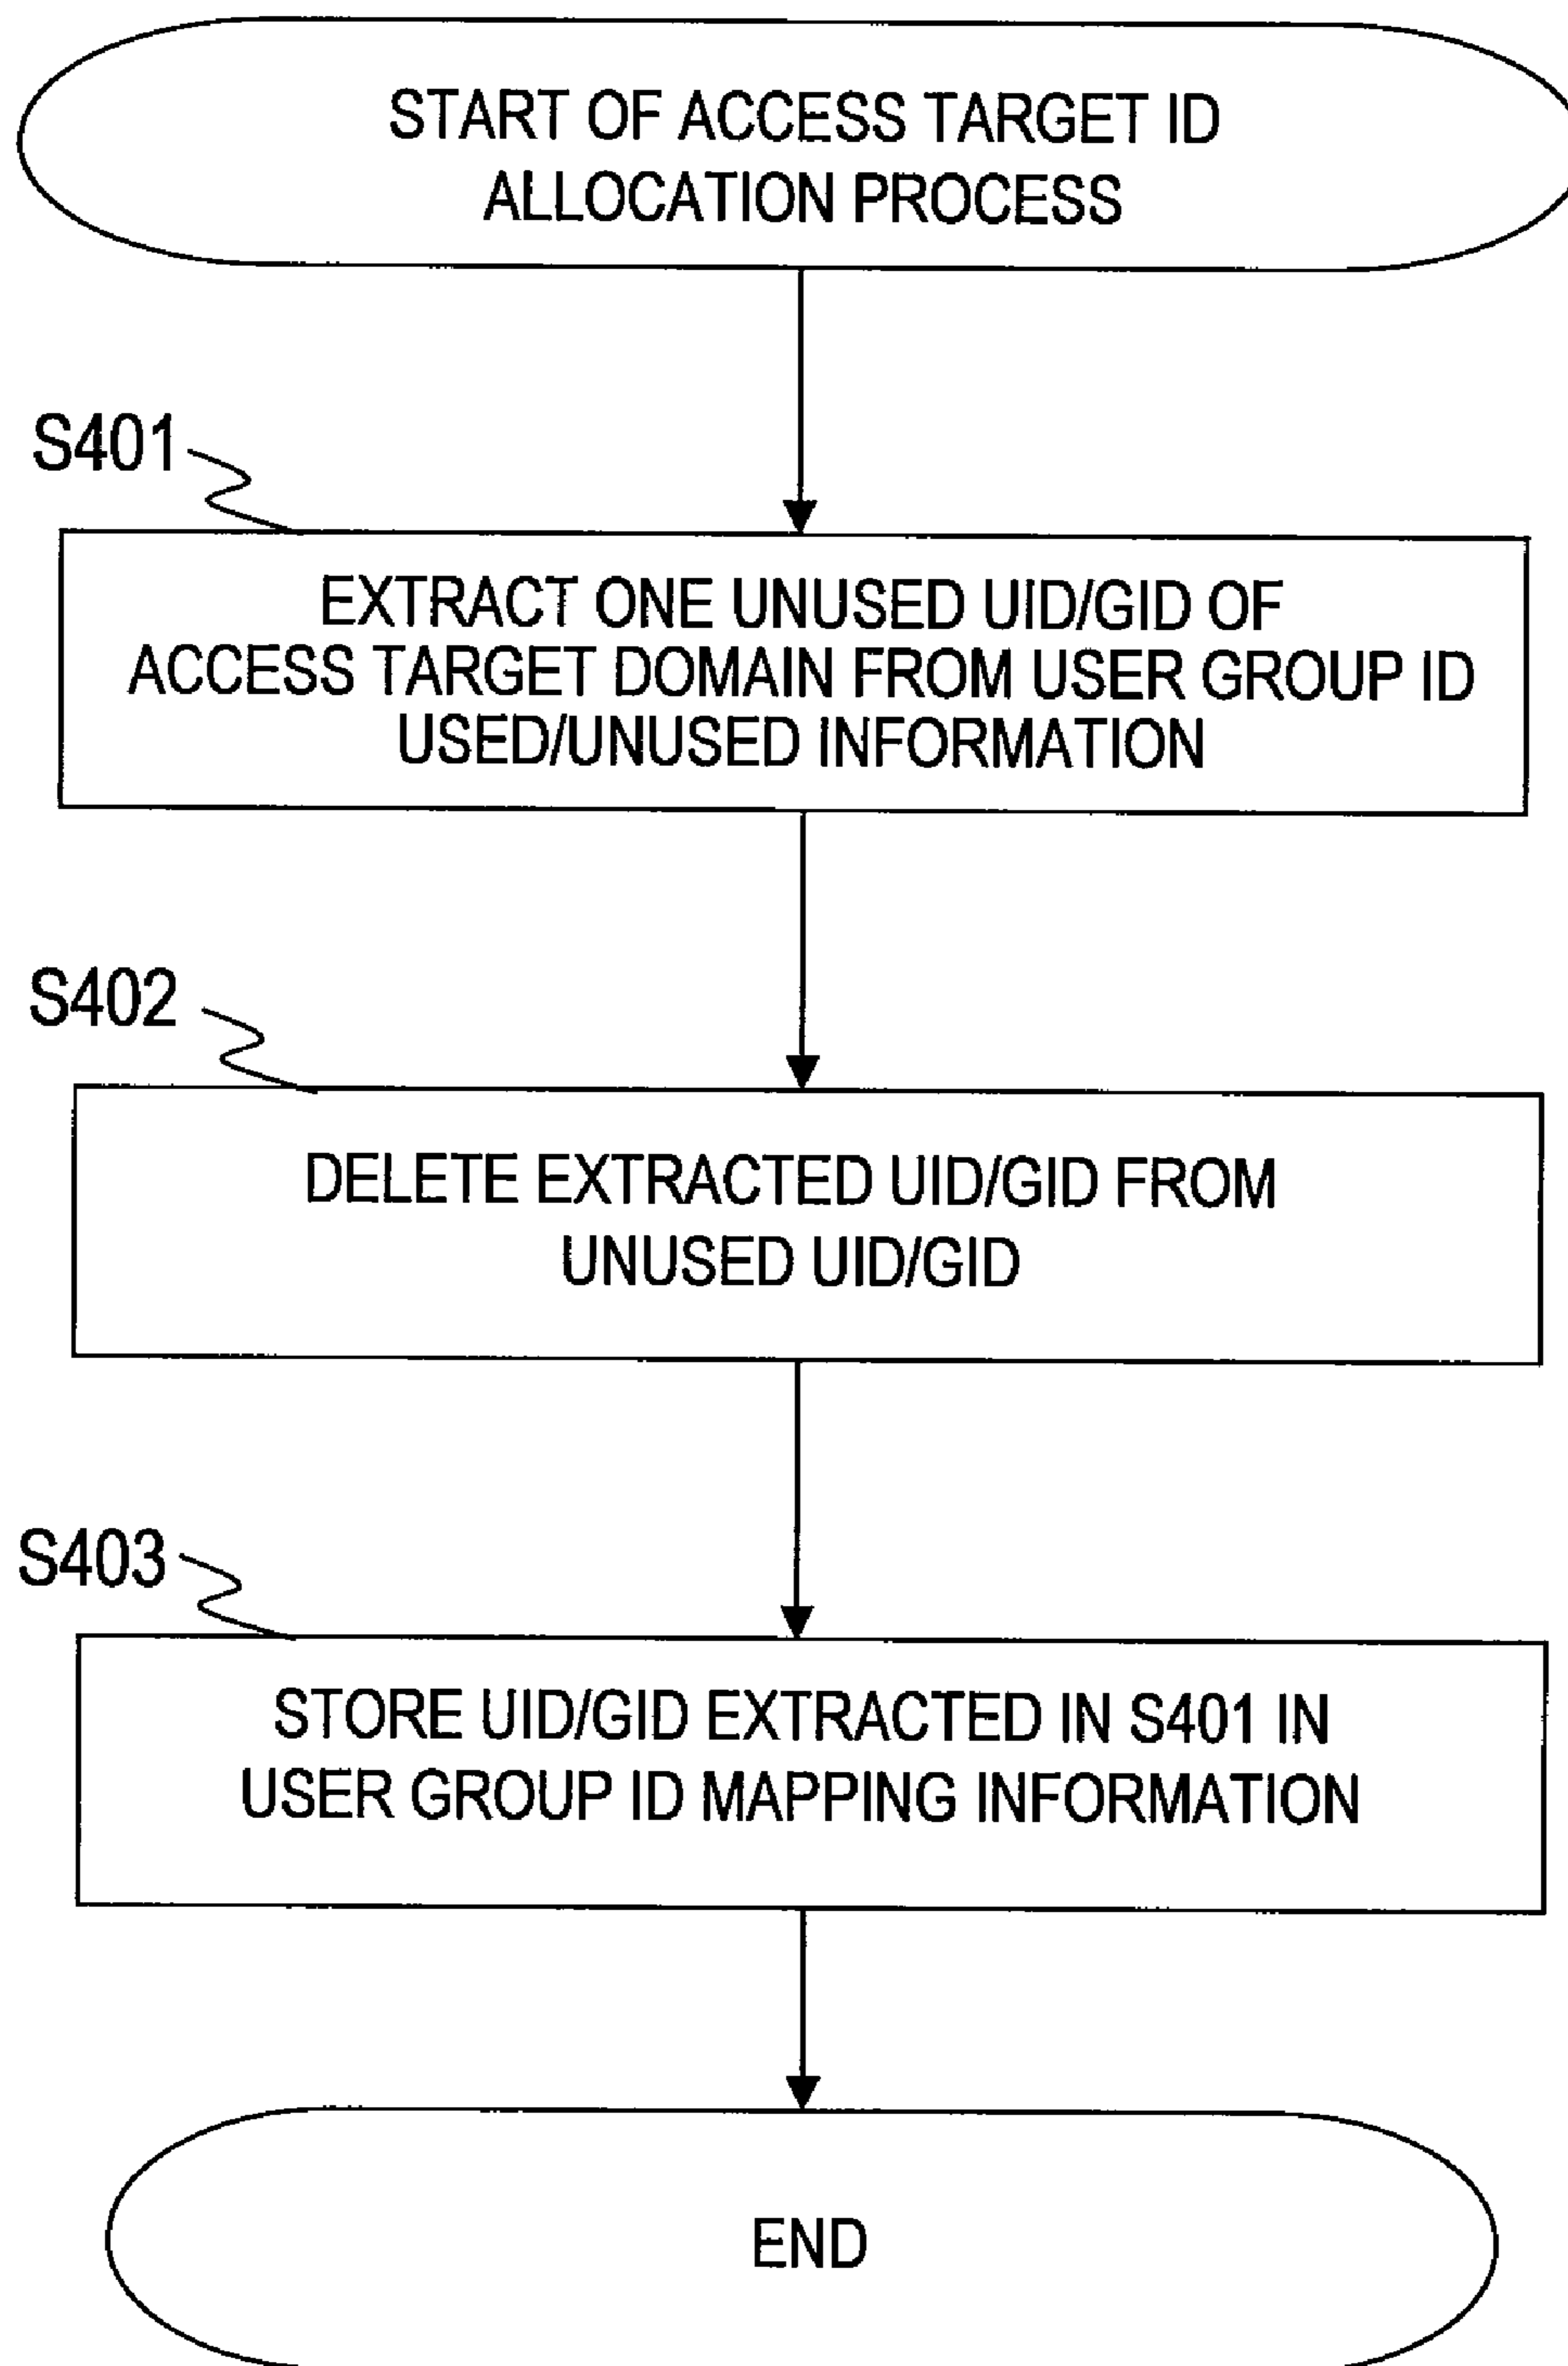 START OF ACCESS TARGET ID
ALLOCATION PROCESS
S401
EXTRACT ONE UNUSED UID/GID OF
ACCESS TARGET DOMAIN FROM USER GROUP ID
USED/UNUSED INFORMATION
S402
DELETE EXTRACTED UID/GID FROM
UNUSED UID/GID
S403
STORE UID/GID EXTRACTED IN S401 IN
USER GROUP ID MAPPING INFORMATION
END